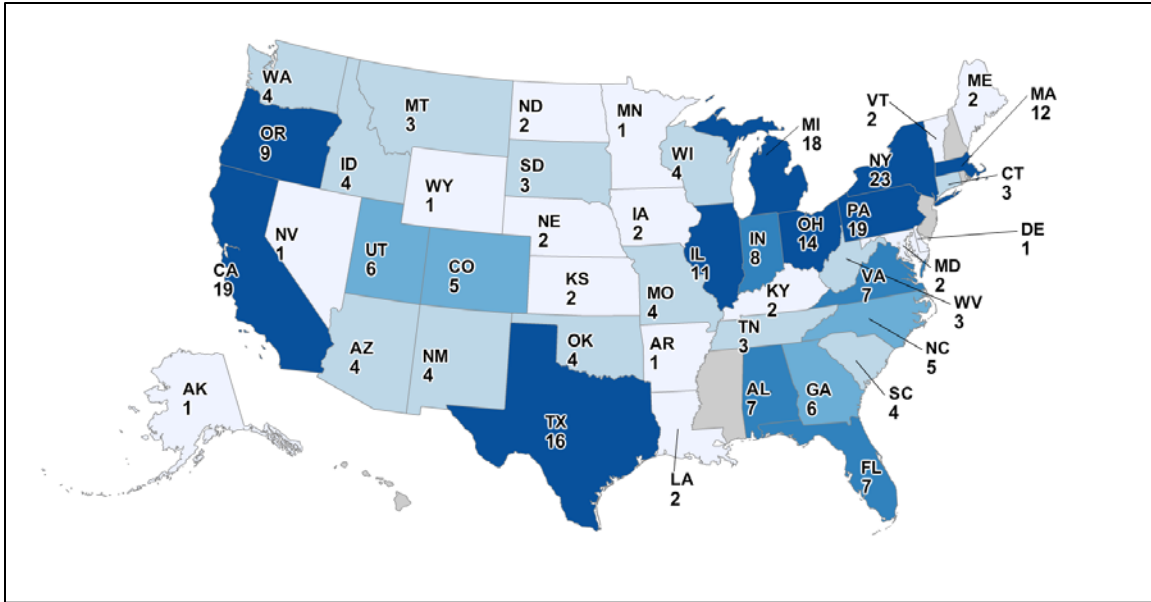 WA
4
OR
9
CA
19
NV
1
ID
4
MT
3
WY
1
UT
6
CO
5
AZ
4
NM
4
ND
2
SD
3
NE
2
KS
2
OK
4
TX
16
MN
1
IA
2
MO
4
AR
1
LA
2
WI
4
IL
11
MI
18
IN
8
OH
14
KY
2
TN
3
AL
7
GA
6
FL
7
SC
4
NC
5
VA
7
WV
3
MD
2
DE
1
PA
19
NY
23
CT
3
MA
12
VT
2
ME
2
AK
1